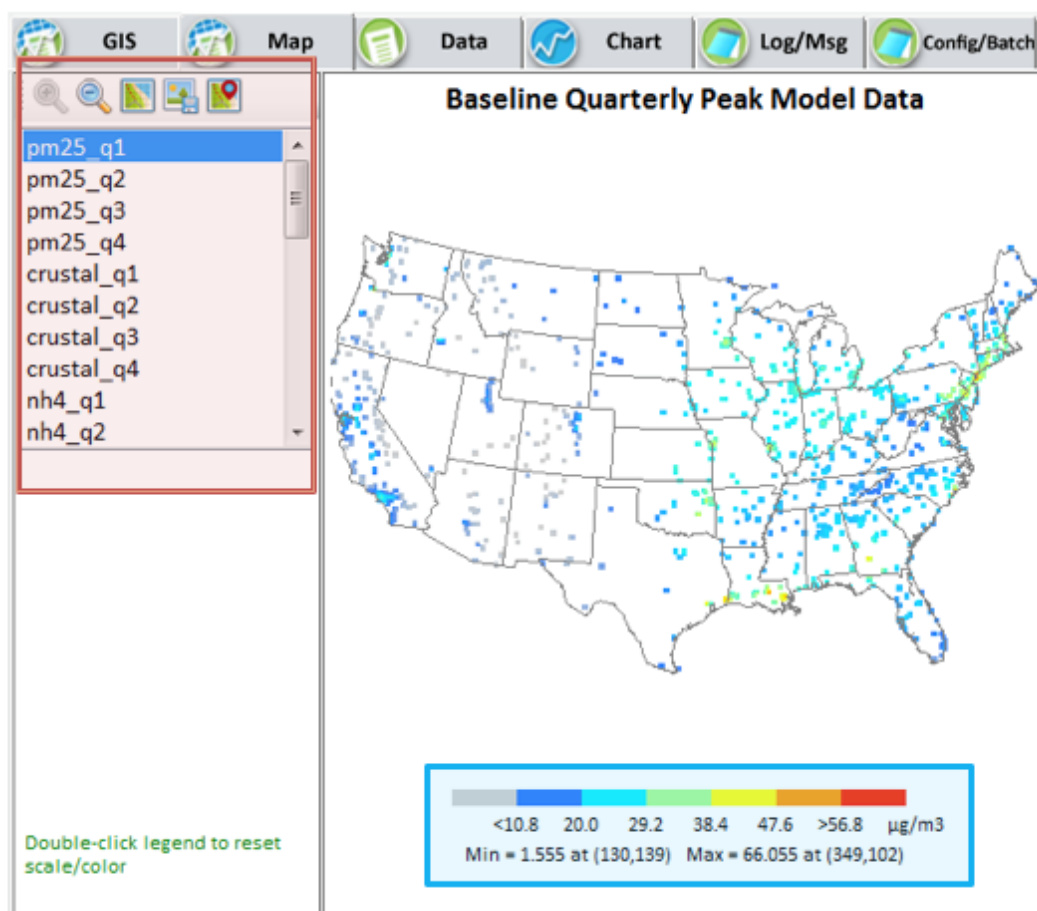 GIS Map Data Chart Log/Msg Config/Batch
Baseline Quarterly Peak Model Data
pm25_q1
pm25_q2
pm25_q3
pm25_q4
crustal_q1
crustal_q2
crustal_q3
crustal_q4
nh4_q1
nh4_q2
<10.8 20.0 29.2 38.4 47.6 >56.8 µg/m3
Min = 1.555 at (130,139) Max = 66.055 at (349,102)
Double-click legend to reset
scale/color